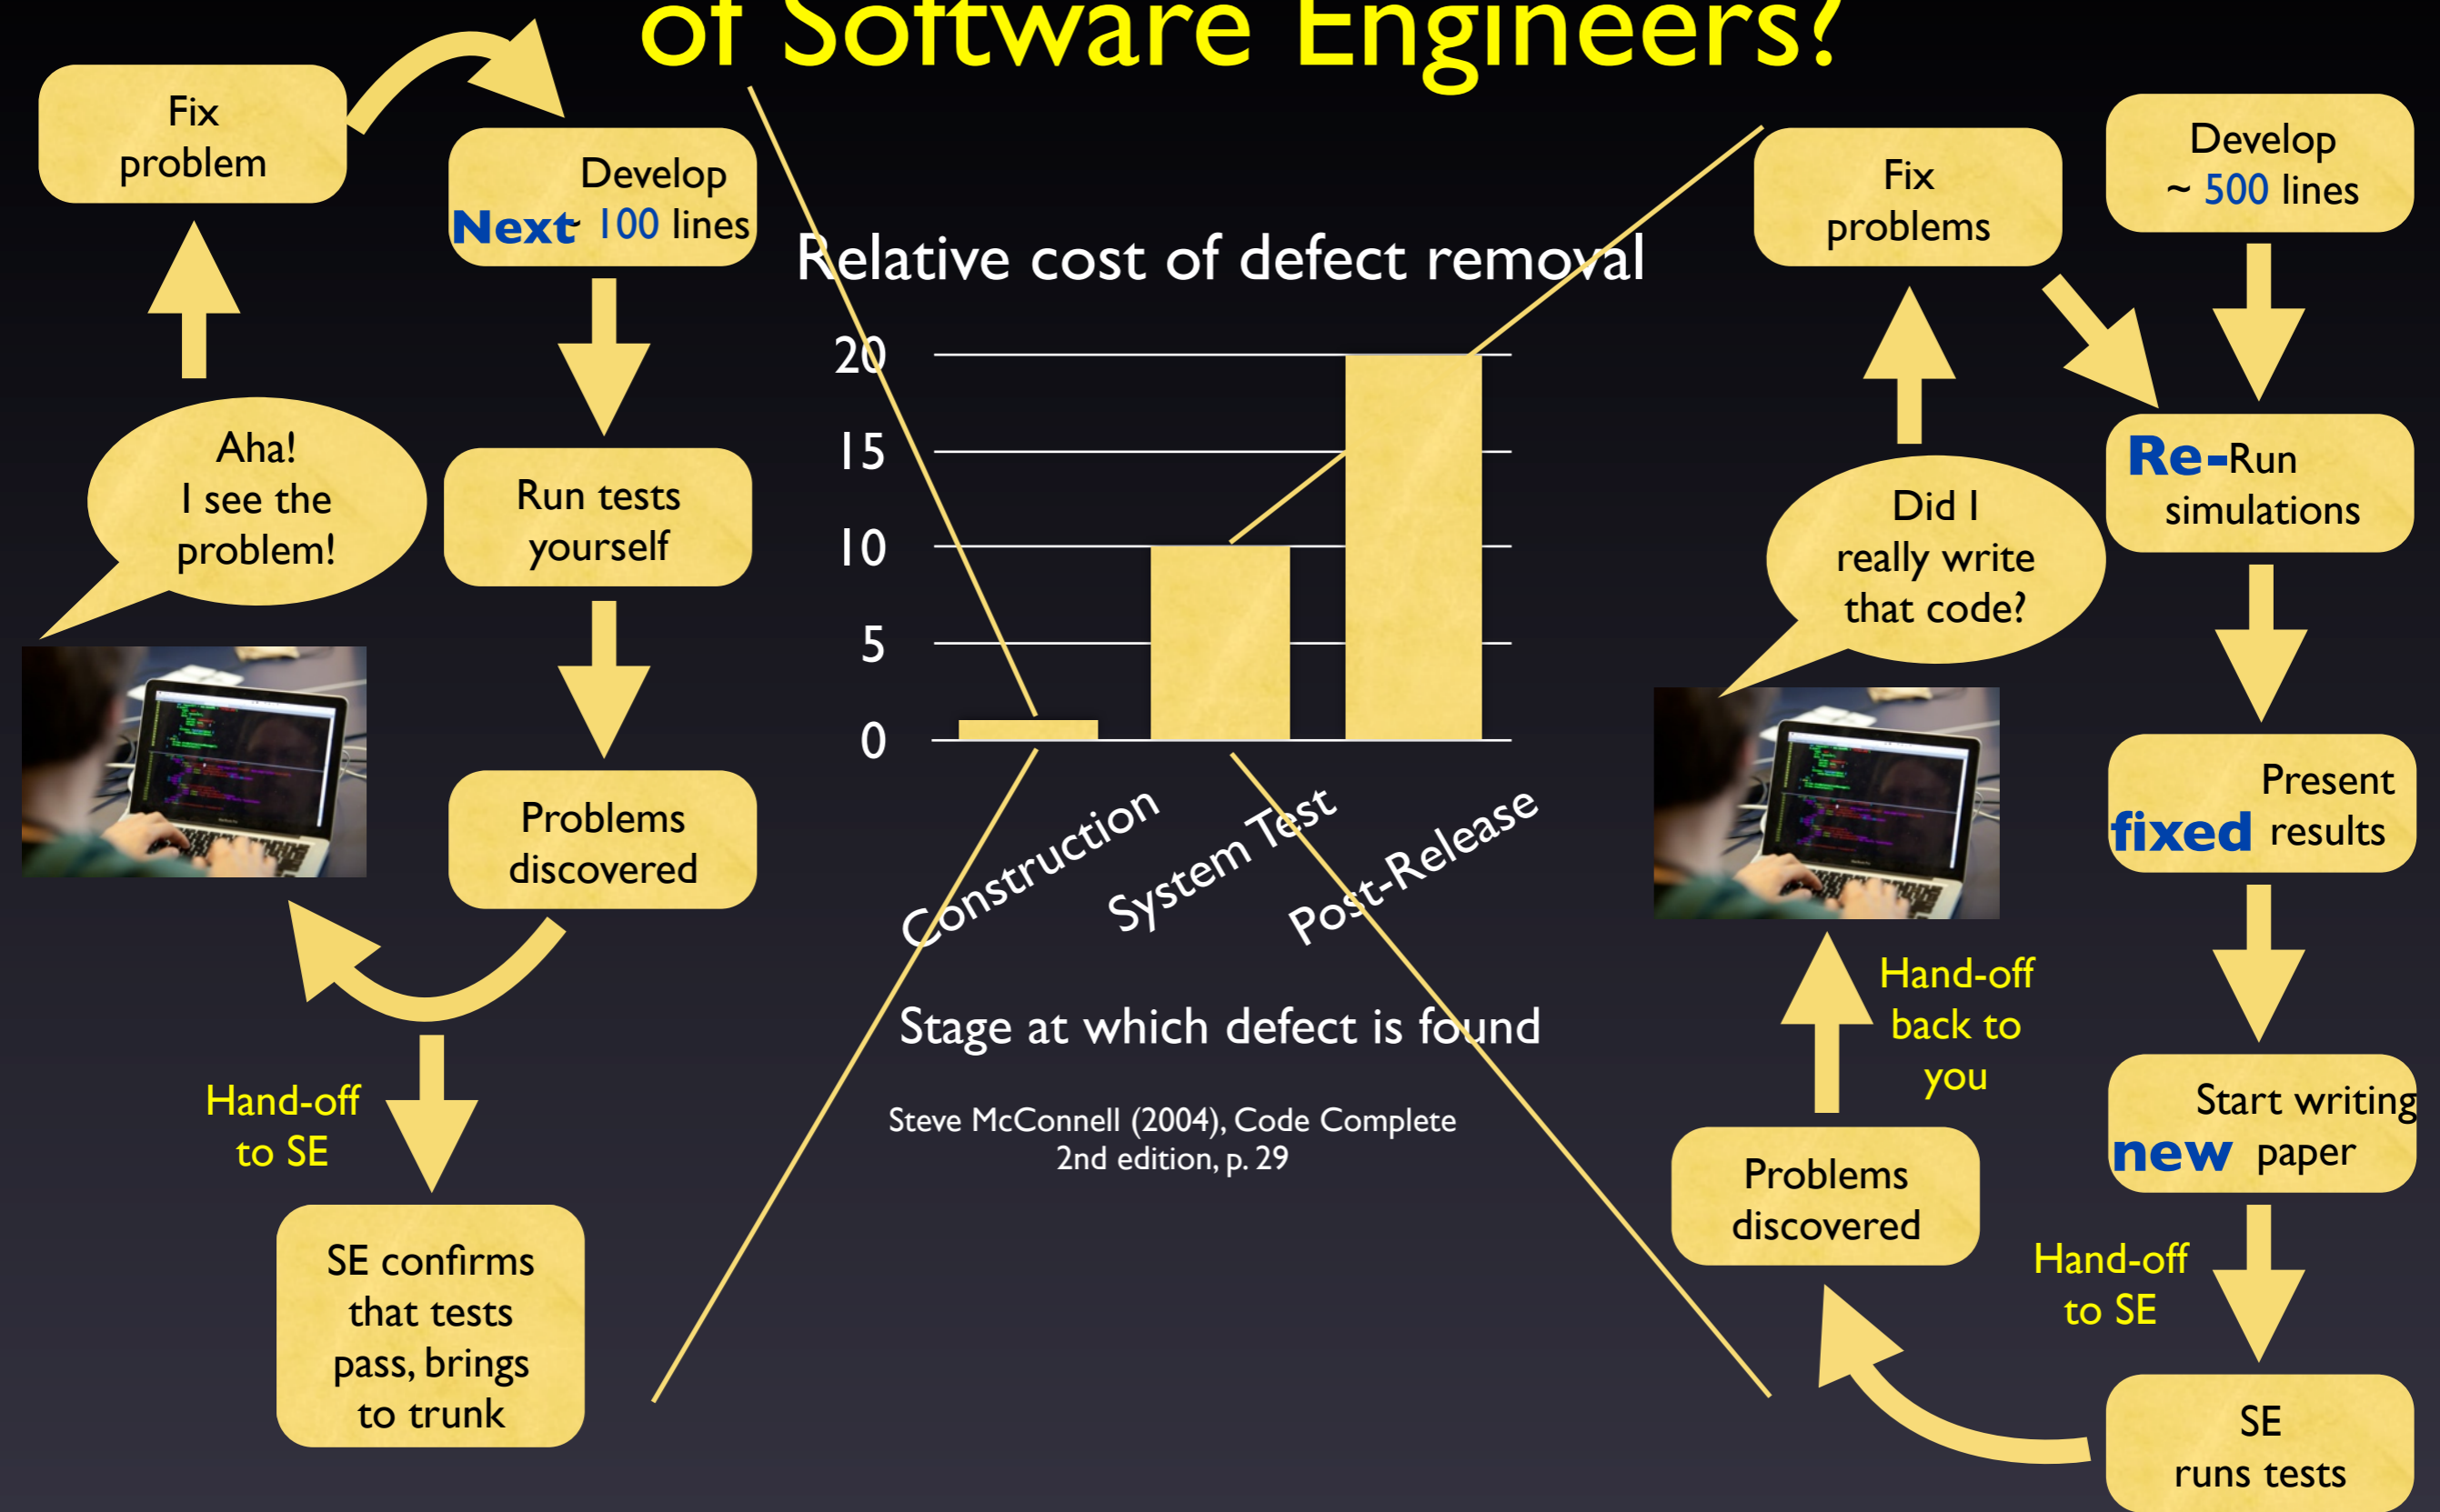 of Software Engineers?
Fix
problem
Develop
Next ~ 100 lines
Run tests
yourself
Problems
discovered
Aha!
I see the
problem!
Hand-off
to SE
SE confirms
that tests
pass, brings
to trunk
Relative cost of defect removal
20
15
10
5
0
Construction
System Test
Post-Release
Stage at which defect is found
Steve McConnell (2004), Code Complete
2nd edition, p. 29
Fix
problems
Did I
really write
that code?
Hand-off
back to
you
Problems
discovered
Develop
~ 500 lines
Re-Run
simulations
Present
fixed results
Start writing
new paper
Hand-off
to SE
SE
runs tests